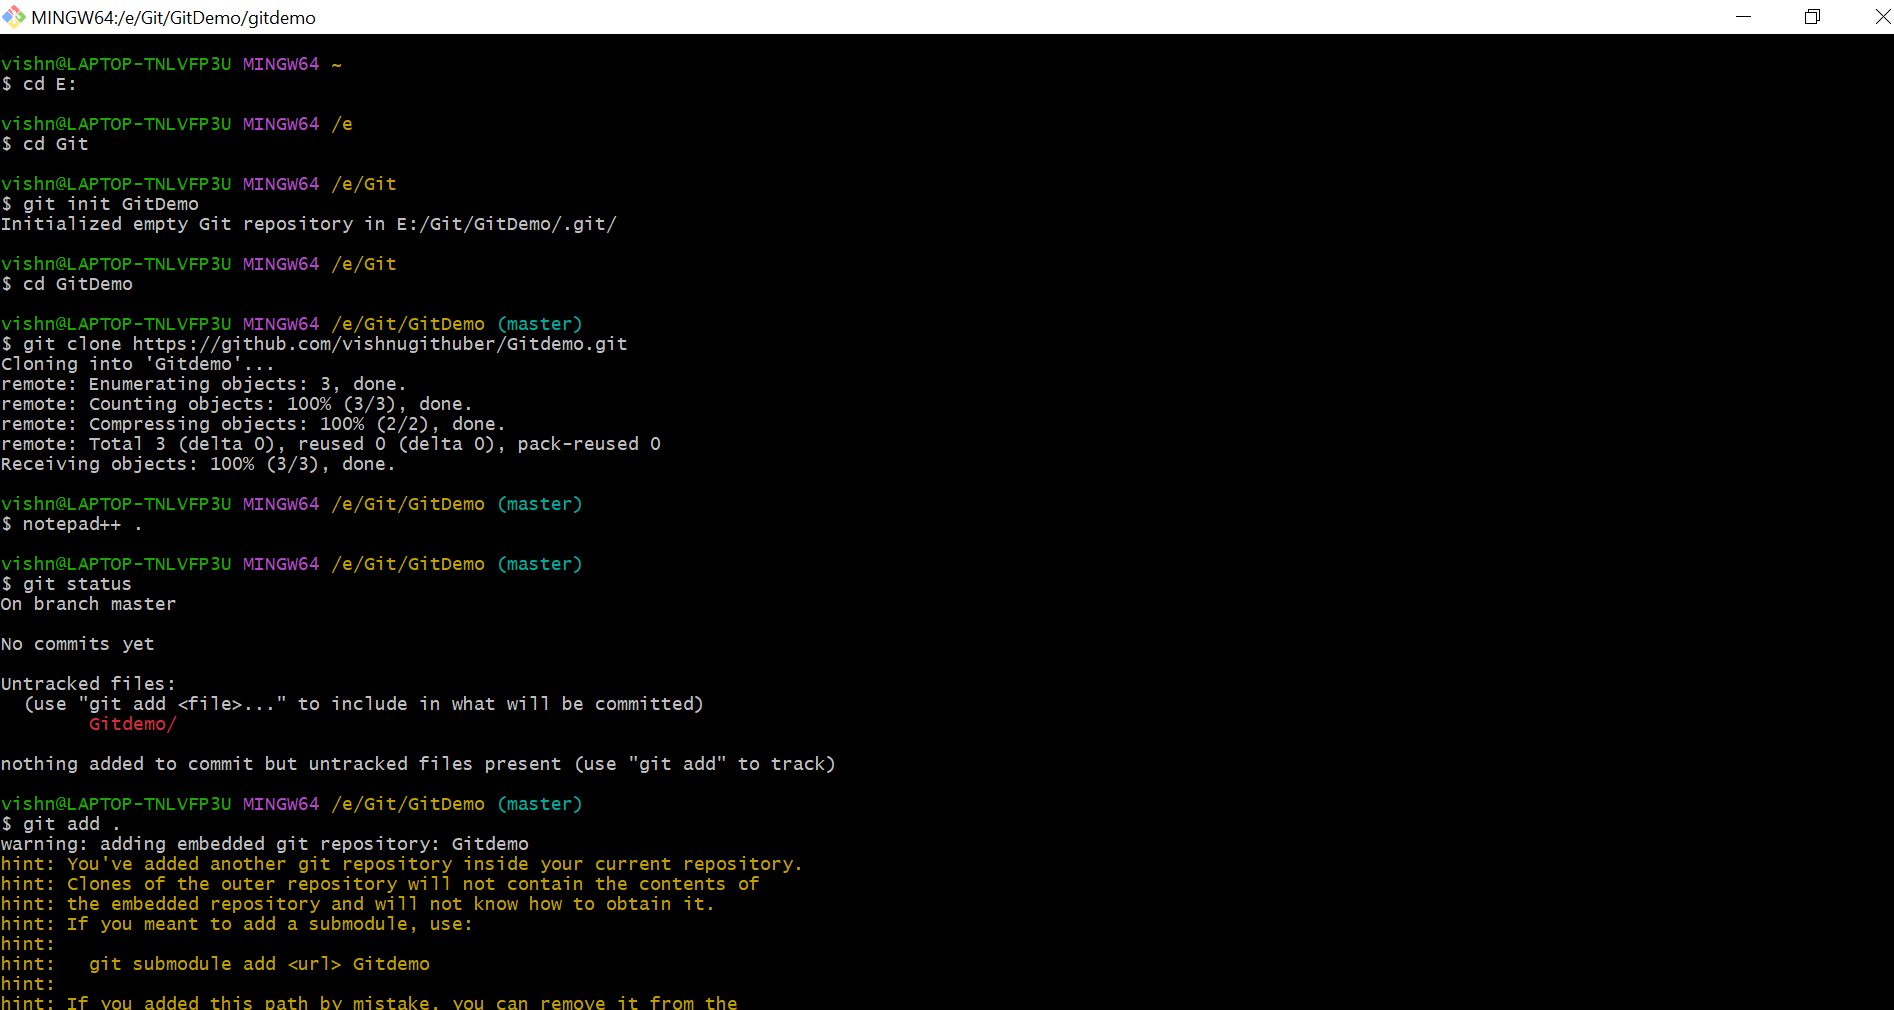 MINGW64:/e/Git/GitDemo/gitdemo
vishn@LAPTOP-TNLVFP3U MINGW64 ~
$ cd E:
vishn@LAPTOP-TNLVFP3U MINGW64 /e
$ cd Git
vishn@LAPTOP-TNLVFP3U MINGW64 /e/Git
$ git init GitDemo
Initialized empty Git repository in E:/Git/GitDemo/.git/
vishn@LAPTOP-TNLVFP3U MINGW64 /e/Git
$ cd GitDemo
vishn@LAPTOP-TNLVFP3U MINGW64 /e/Git/GitDemo (master)
$ git clone https://github.com/vishnugithuber/Gitdemo.git
Cloning into 'Gitdemo'...
remote: Enumerating objects: 3, done.
remote: Counting objects: 100% (3/3), done.
remote: Compressing objects: 100% (2/2), done.
remote: Total 3 (delta 0), reused 0 (delta 0), pack-reused 0
Receiving objects: 100% (3/3), done.
vishn@LAPTOP-TNLVFP3U MINGW64 /e/Git/GitDemo (master)
$ notepad++ .
vishn@LAPTOP-TNLVFP3U MINGW64 /e/Git/GitDemo (master)
$ git status
On branch master
No commits yet
Untracked files:
  (use "git add <file>..." to include in what will be committed)
        Gitdemo/
nothing added to commit but untracked files present (use "git add" to track)
vishn@LAPTOP-TNLVFP3U MINGW64 /e/Git/GitDemo (master)
$ git add .
warning: adding embedded git repository: Gitdemo
hint: You've added another git repository inside your current repository.
hint: Clones of the outer repository will not contain the contents of
hint: the embedded repository and will not know how to obtain it.
hint: If you meant to add a submodule, use:
hint:
hint:   git submodule add <url> Gitdemo
hint:
hint: If you added this path by mistake, you can remove it from the